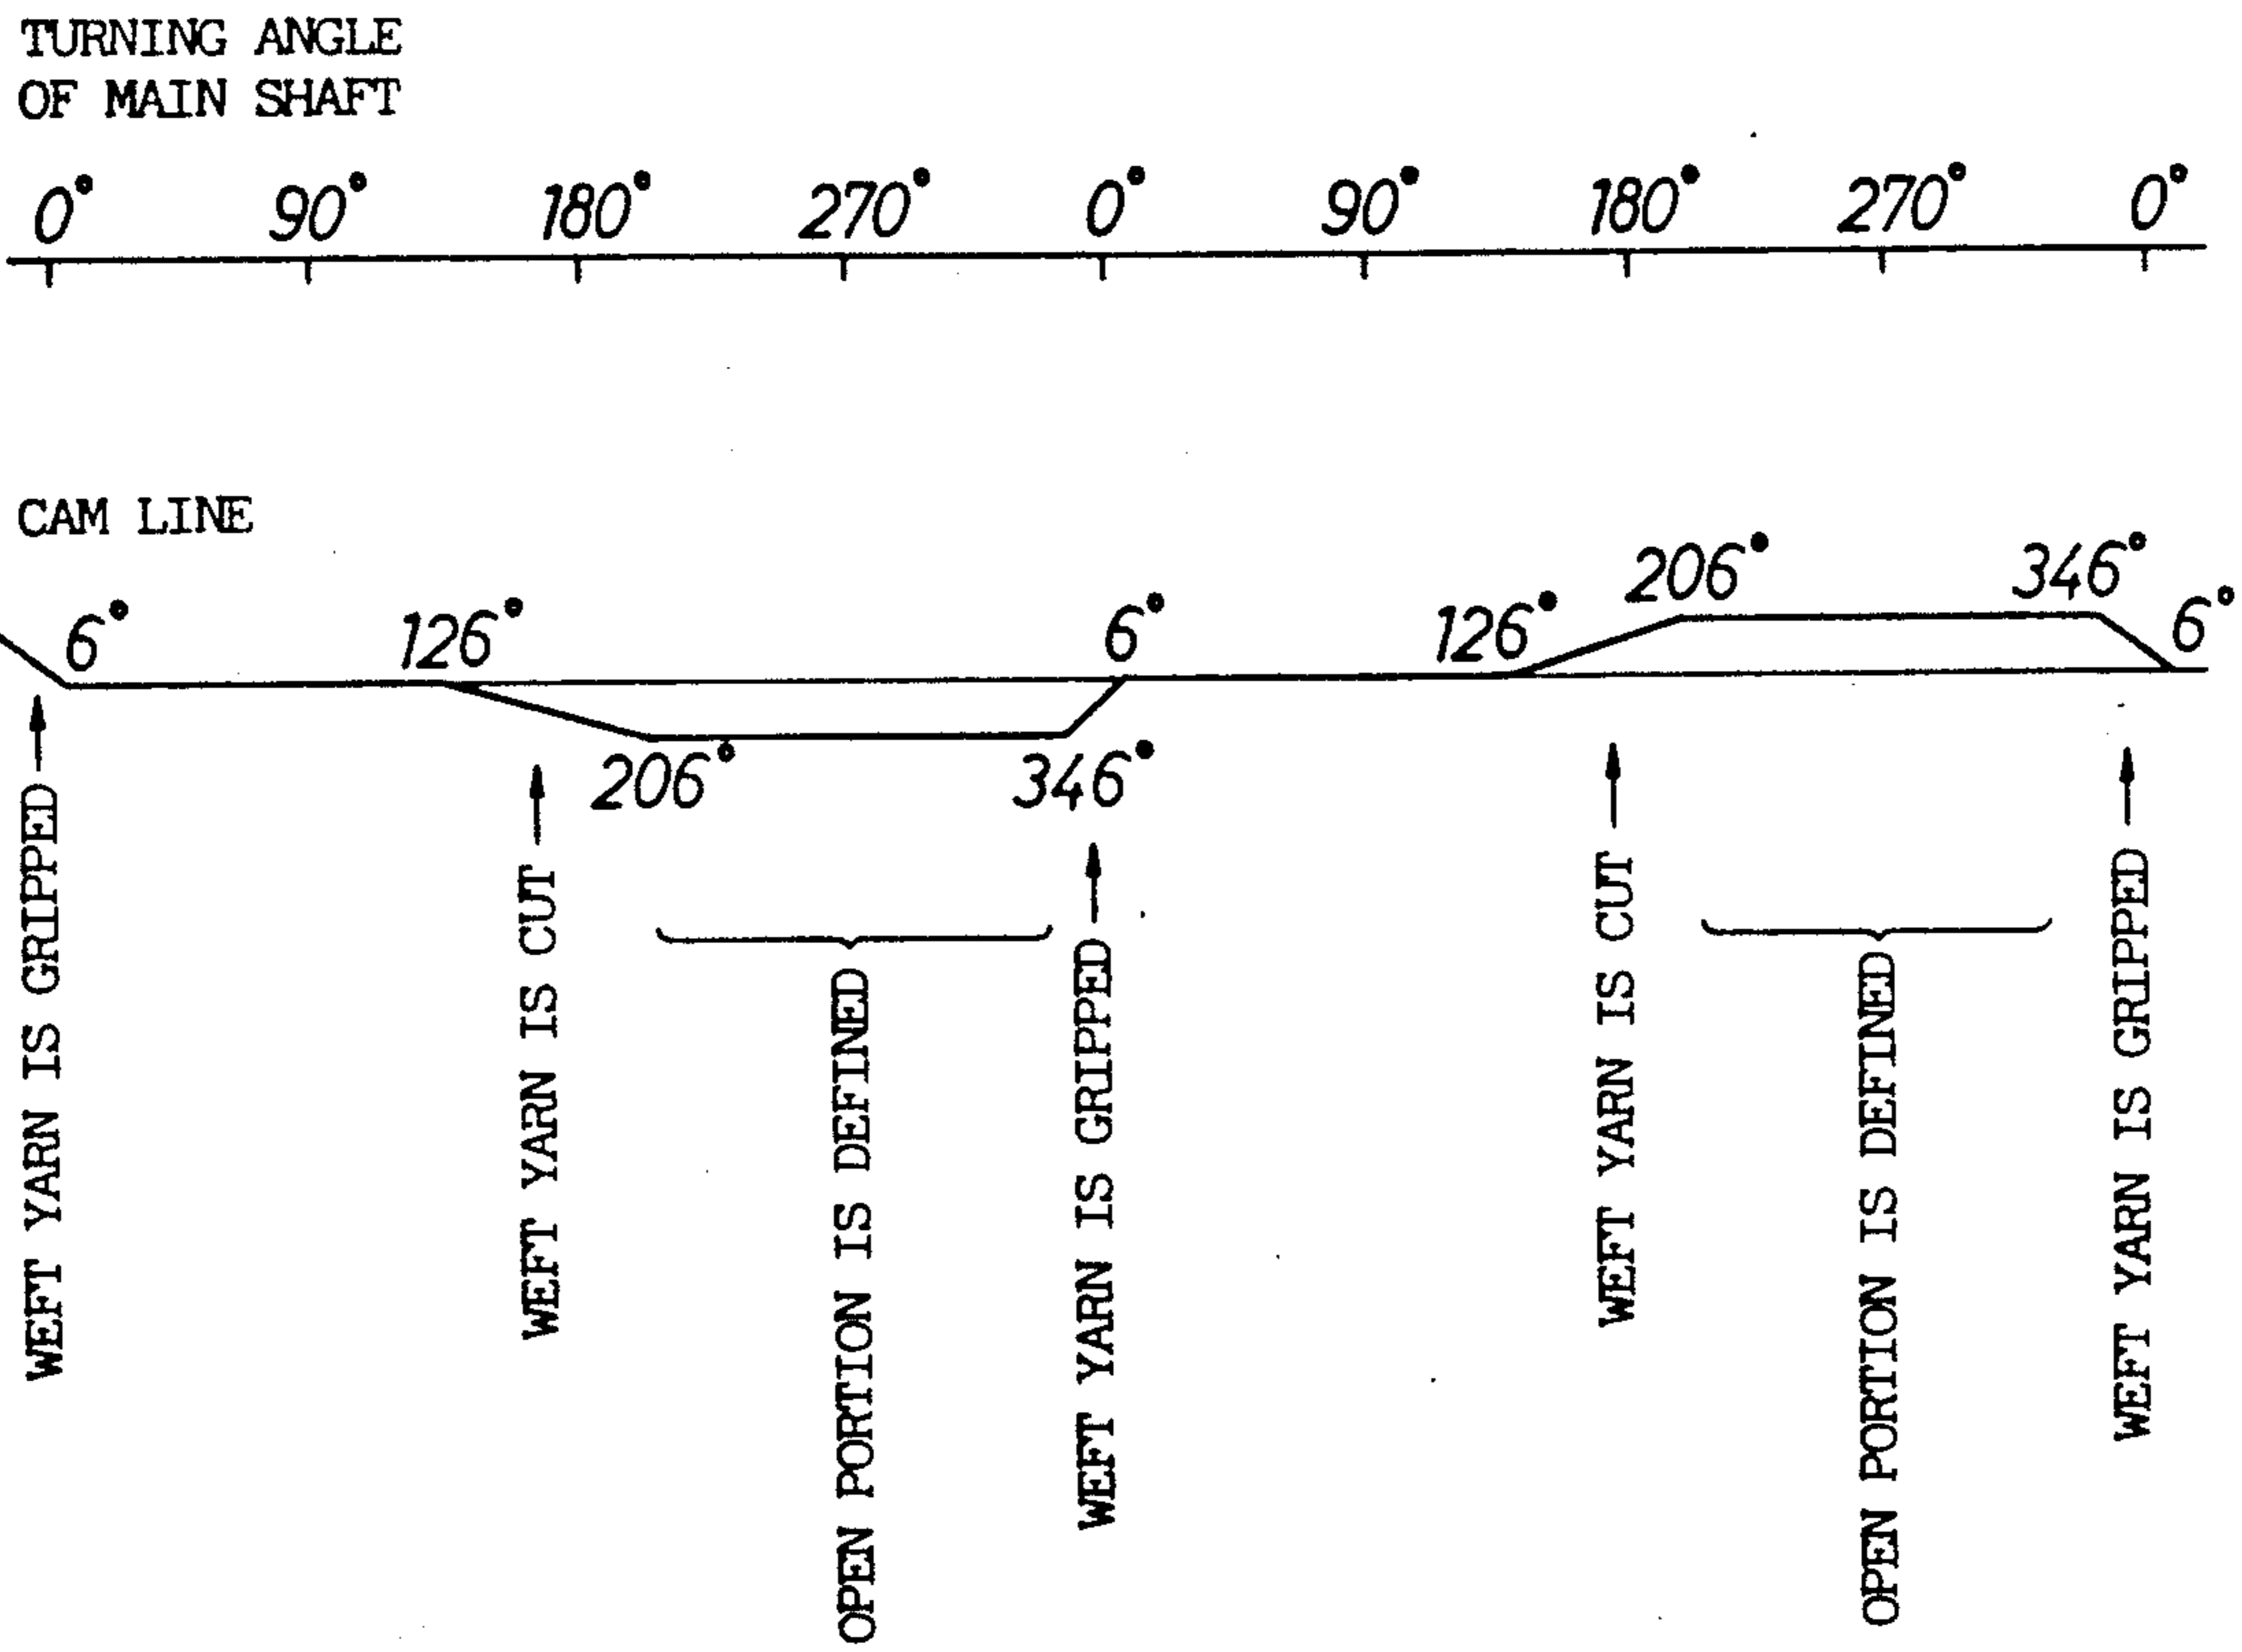 TURNING ANGLE
OF MAIN SHAFT
0° 90° 180° 270° 0° 90° 180° 270° 0°
CAM LINE
206° 346°
6° 126° 6° 126° 6°
206° 346°
WEFT YARN IS GRIPPED
WEFT YARN IS CUT
OPEN PORTION IS DEFINED
WEFT YARN IS GRIPPED
WEFT YARN IS CUT
OPEN PORTION IS DEFINED
WEFT YARN IS GRIPPED